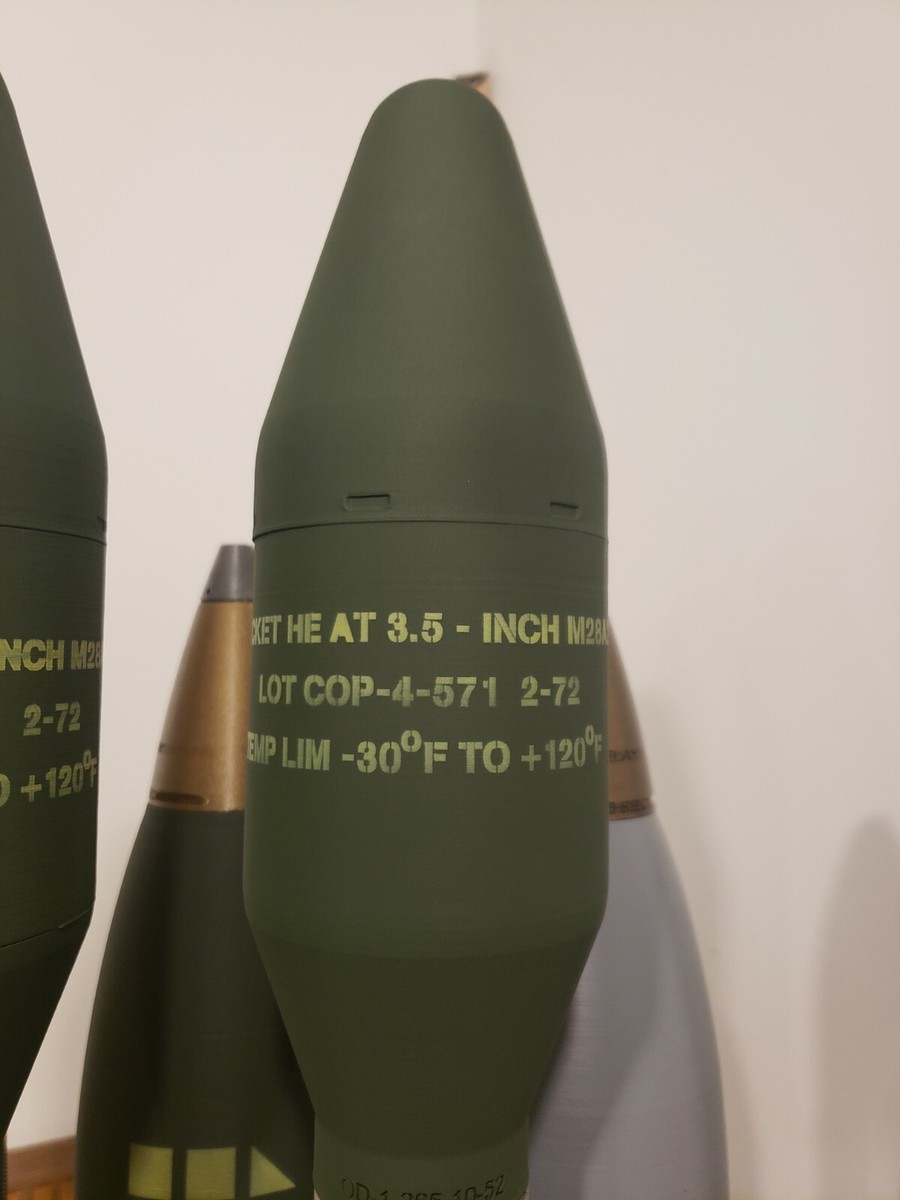 CKET HE AT 3.5 - INCH M28A
LOT COP-4-571 2-72
TEMP LIM -30°F TO +120°F
NCH M28
2-72
O +120°F